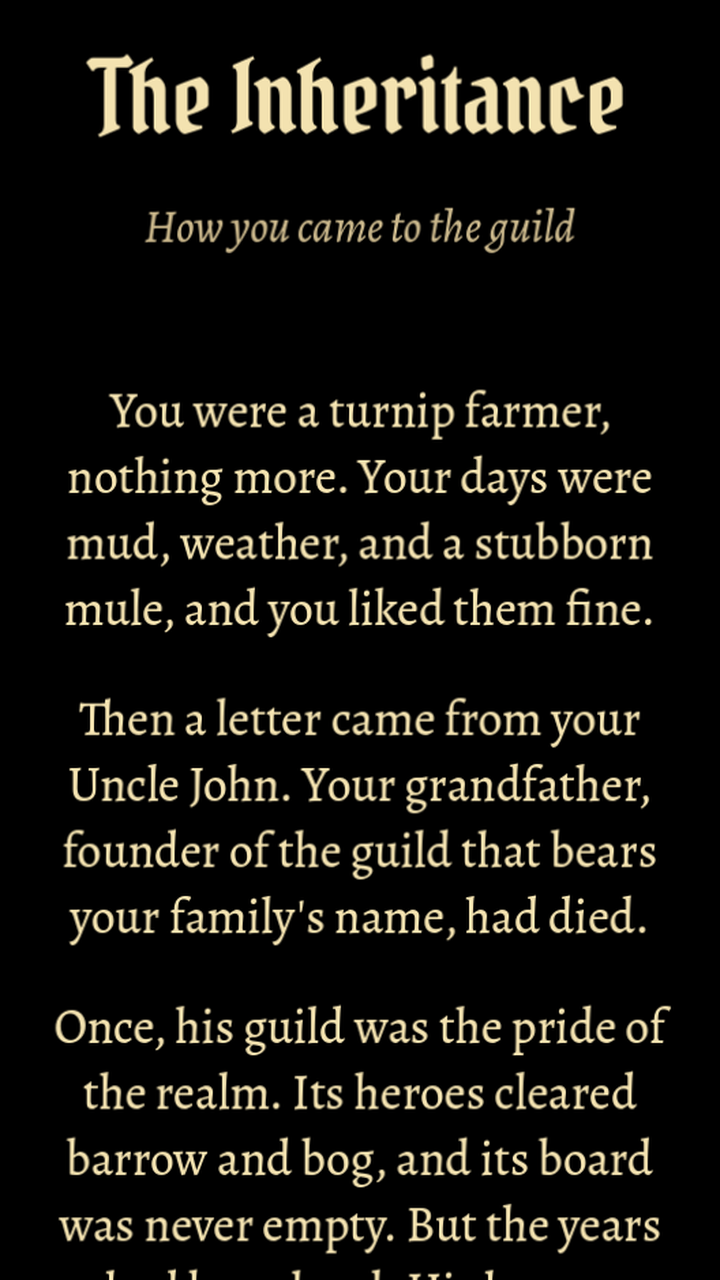 The Inheritance
How you came to the guild
You were a turnip farmer,
nothing more. Your days were
mud, weather, and a stubborn
mule, and you liked them fine.
Then a letter came from your
Uncle John. Your grandfather,
founder of the guild that bears
your family's name, had died.
Once, his guild was the pride of
the realm. Its heroes cleared
barrow and bog, and its board
was never empty. But the years